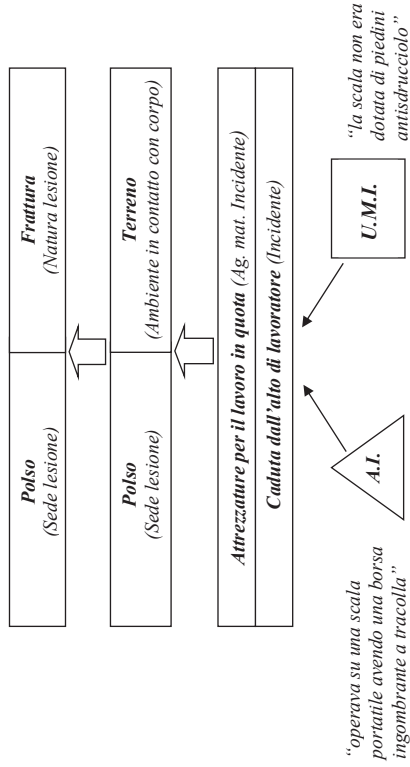 Polso
(Sede lesione)
Frattura
(Natura lesione)
Polso
(Sede lesione)
Terreno
(Ambiente in contatto con corpo)
Attrezzature per il lavoro in quota (Ag. mat. Incidente)
Caduta dall'alto di lavoratore (Incidente)
A.I.
U.M.I.
“operava su una scala
portatile avendo una borsa
ingombrante a tracolla”
“la scala non era
dotata di piedini
antisdrucciolo”